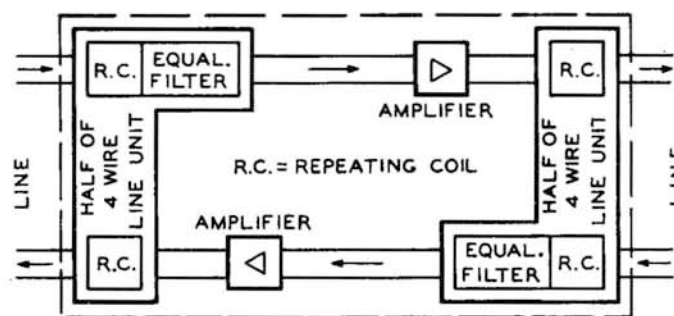 R.C.
EQUAL.
FILTER
AMPLIFIER
R.C.
LINE
HALF OF
4 WIRE
LINE UNIT
R.C. = REPEATING COIL
HALF OF
4 WIRE
LINE UNIT
LINE
R.C.
AMPLIFIER
EQUAL.
FILTER
R.C.